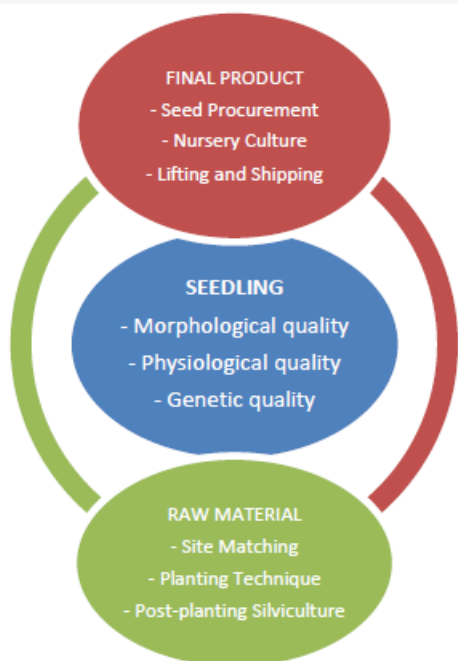 FINAL PRODUCT
- Seed Procurement
- Nursery Culture
- Lifting and Shipping
SEEDLING
- Morphological quality
- Physiological quality
- Genetic quality
RAW MATERIAL
- Site Matching
- Planting Technique
- Post-planting Silviculture